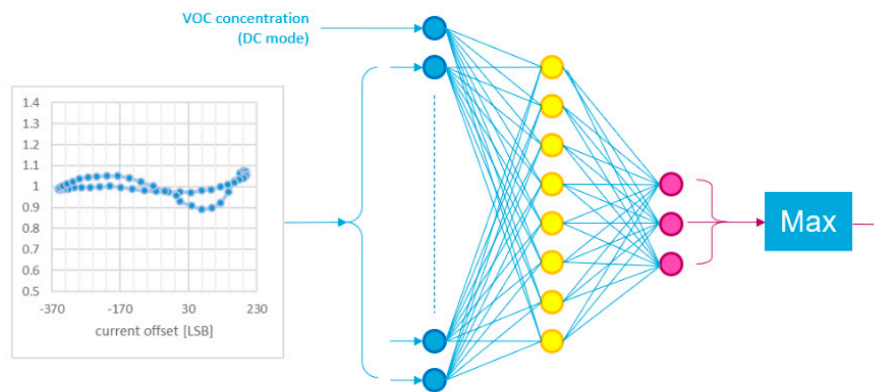 VOC concentration
(DC mode)
1.4
1.3
1.2
1.1
1
0.9
0.8
0.7
0.6
0.5
-370 -170 30 230
current offset [LSB]
Max